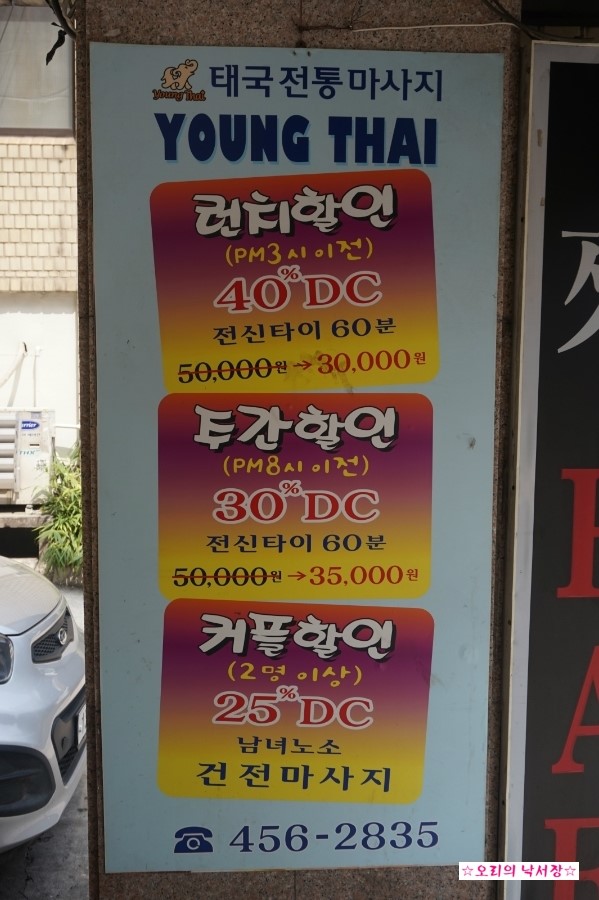 Young Thai
태국전통마사지
YOUNG THAI
런치할인
(PM3시이전)
40% DC
전신타이 60분
50,000원→30,000원
주간할인
(PM8시이전)
30% DC
전신타이 60분
50,000원→35,000원
커플할인
(2명이상)
25% DC
남녀노소
건전마사지
☎ 456-2835
Carrier
☆오리의 낙서장☆